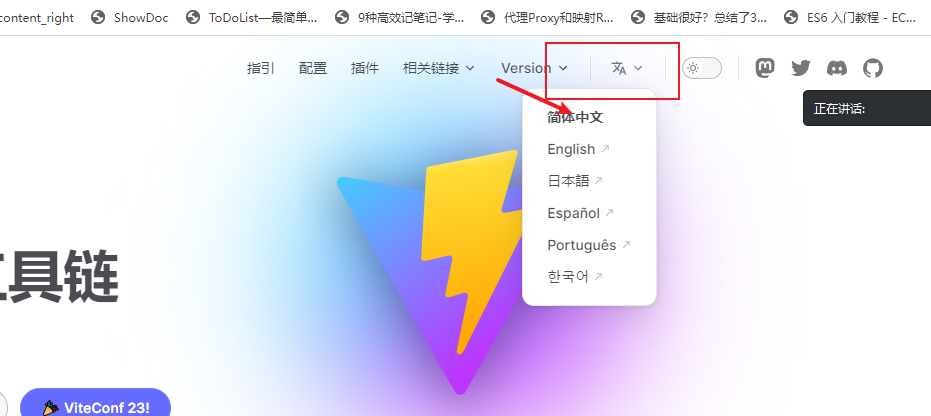 content_right ShowDoc ToDoList—最简单... 9种高效记笔记-学... 代理Proxy和映射R... 基础很好？总结了3... ES6 入门教程 - EC...
指引 配置 插件 相关链接 Version
正在讲话:
简体中文
English
日本語
Español
Português
한국어
工具链
ViteConf 23!